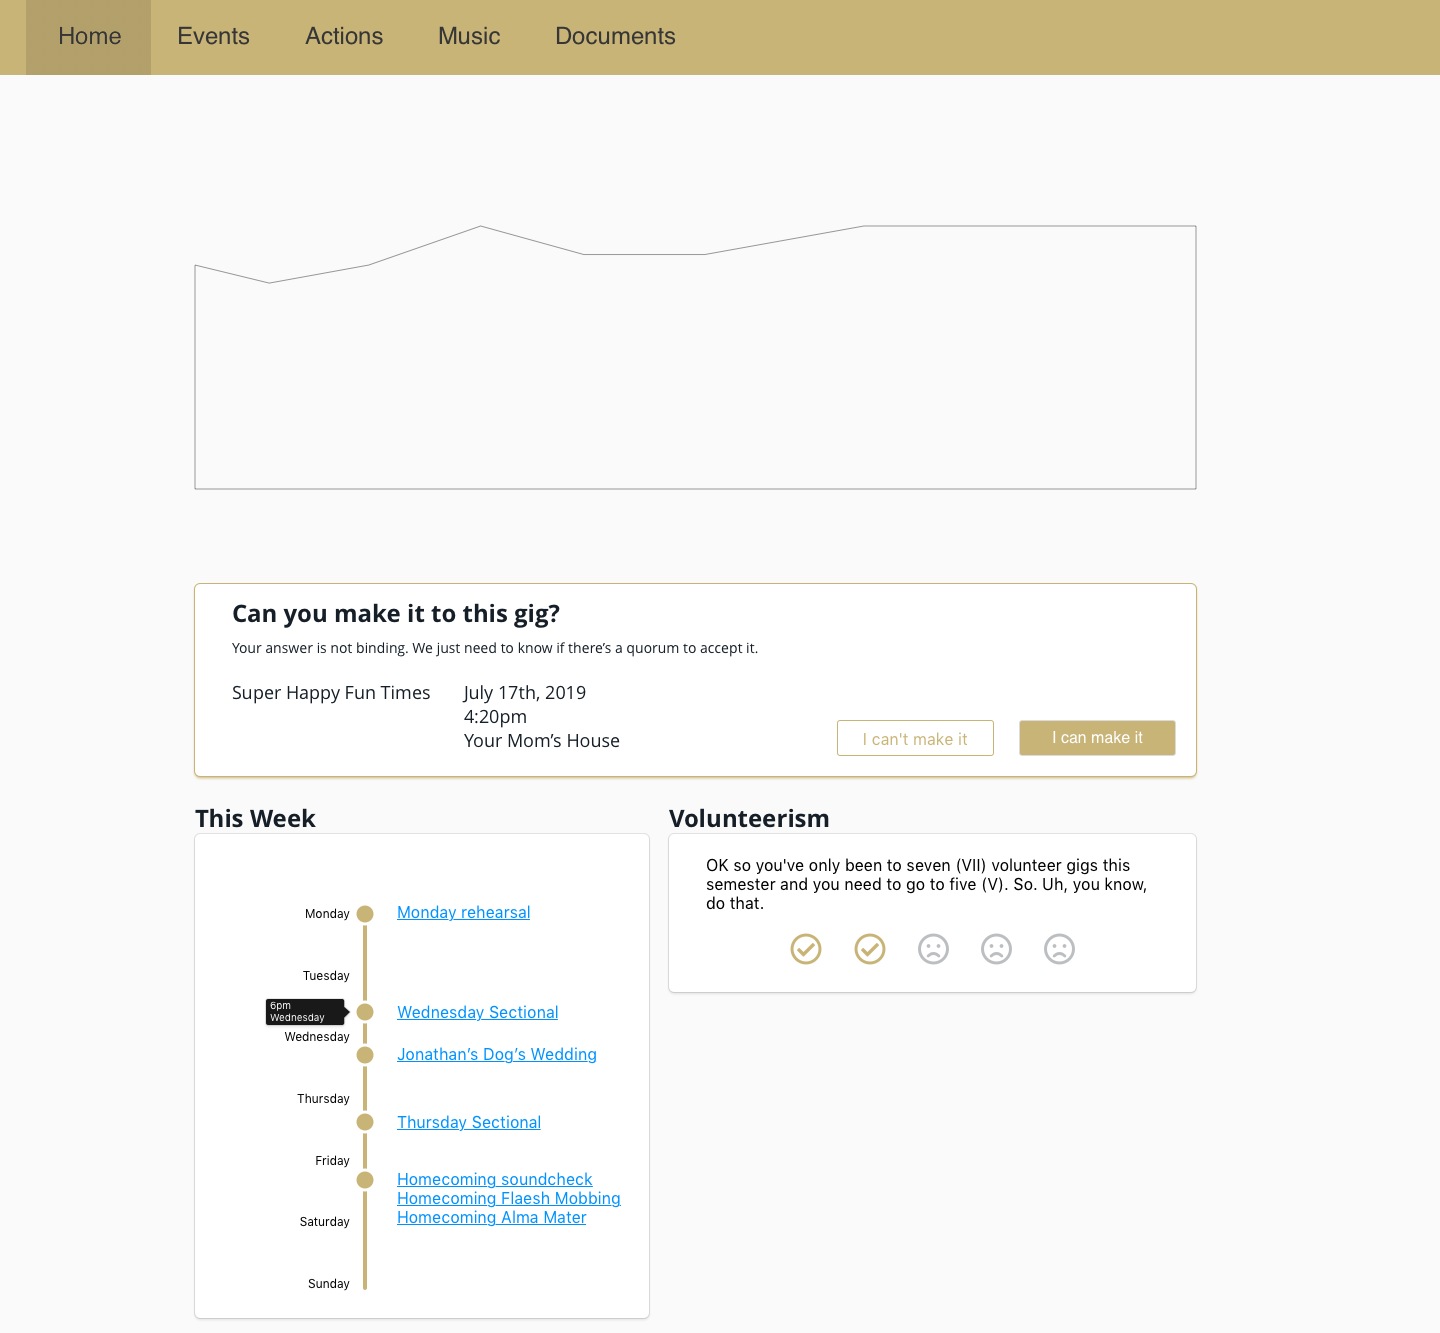 Home Events Actions Music Documents
Can you make it to this gig?
Your answer is not binding. We just need to know if there’s a quorum to accept it.
Super Happy Fun Times July 17th, 2019
4:20pm
Your Mom’s House
I can't make it I can make it
This Week
Monday Monday rehearsal
Tuesday
6pm
Wednesday
Wednesday Sectional
Wednesday
Jonathan’s Dog’s Wedding
Thursday
Thursday Sectional
Friday
Homecoming soundcheck
Homecoming Flaesh Mobbing
Homecoming Alma Mater
Saturday
Sunday
Volunteerism
OK so you've only been to seven (VII) volunteer gigs this
semester and you need to go to five (V). So. Uh, you know,
do that.